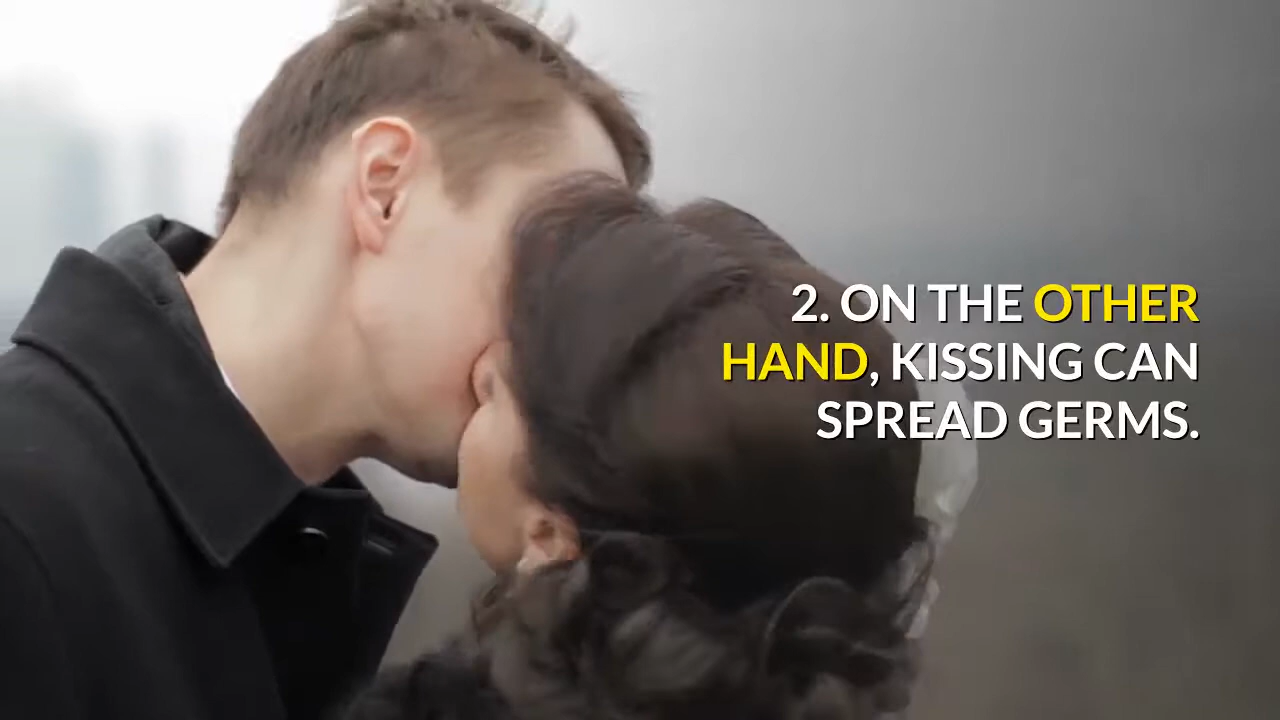 2. ON THE OTHER
HAND, KISSING CAN
SPREAD GERMS.